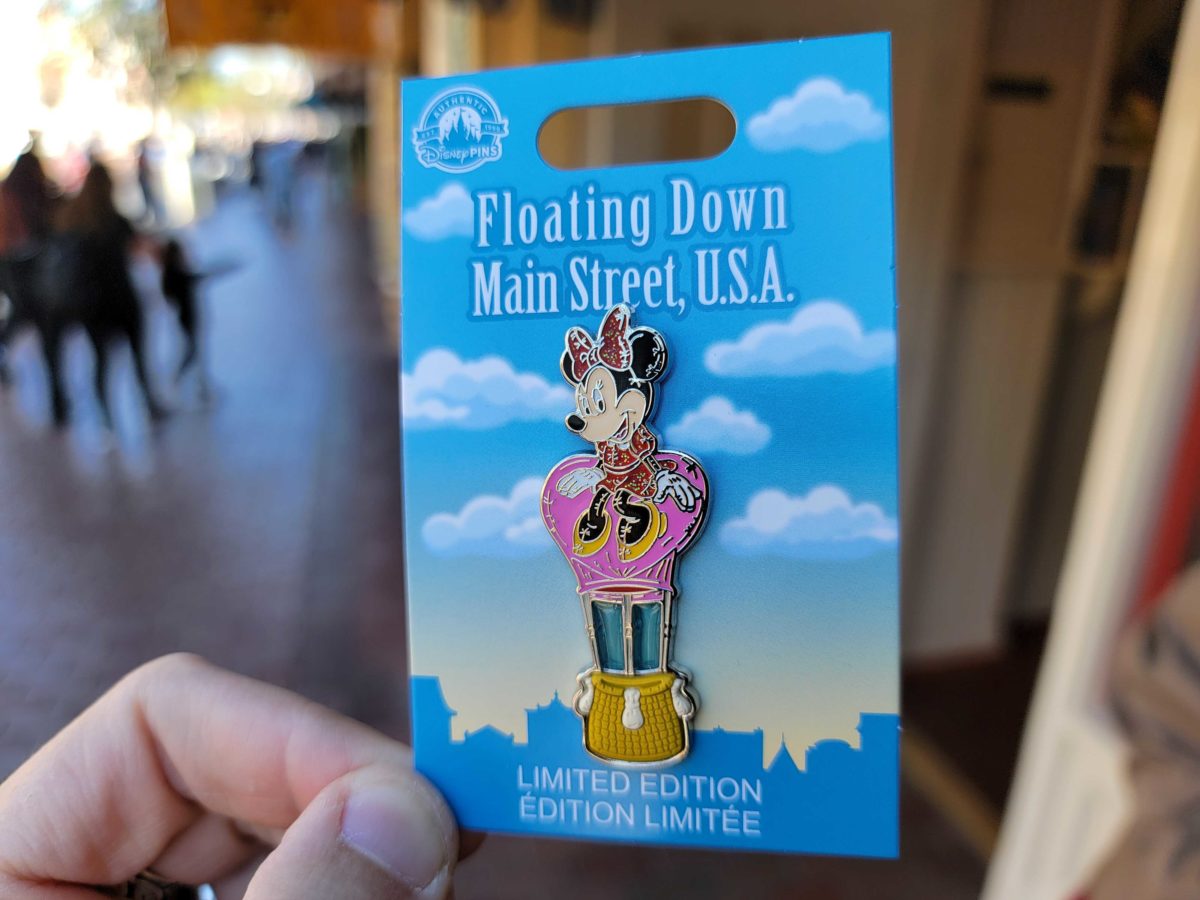 AUTHENTIC
EST. 1999
Disney PINS
Floating Down
Main Street, U.S.A.
LIMITED EDITION
ÉDITION LIMITÉE